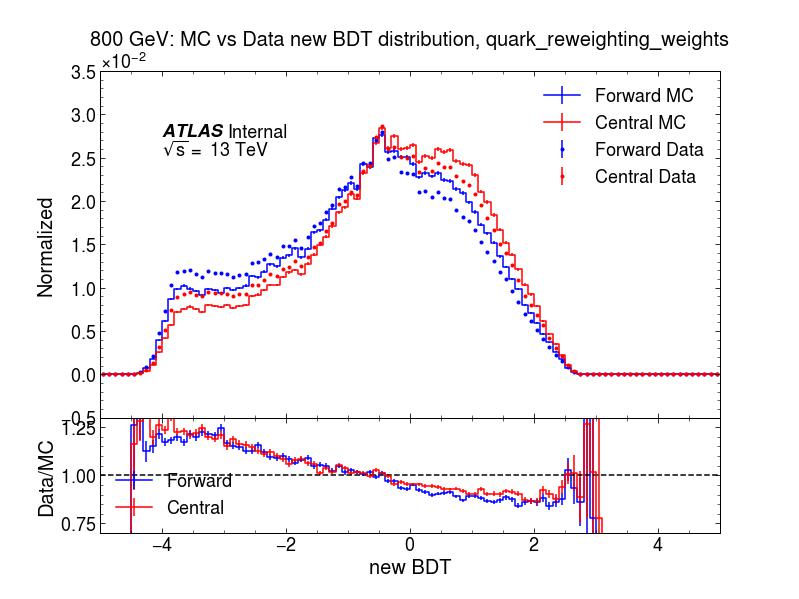 800 GeV: MC vs Data new BDT distribution, quark_reweighting_weights
×10⁻²
3.5
3.0
2.5
2.0
1.5
1.0
0.5
0.0
Normalized
ATLAS Internal
√s = 13 TeV
Forward MC
Central MC
Forward Data
Central Data
1.25
1.00
0.75
Data/MC
Forward
Central
−4
−2
0
2
4
new BDT